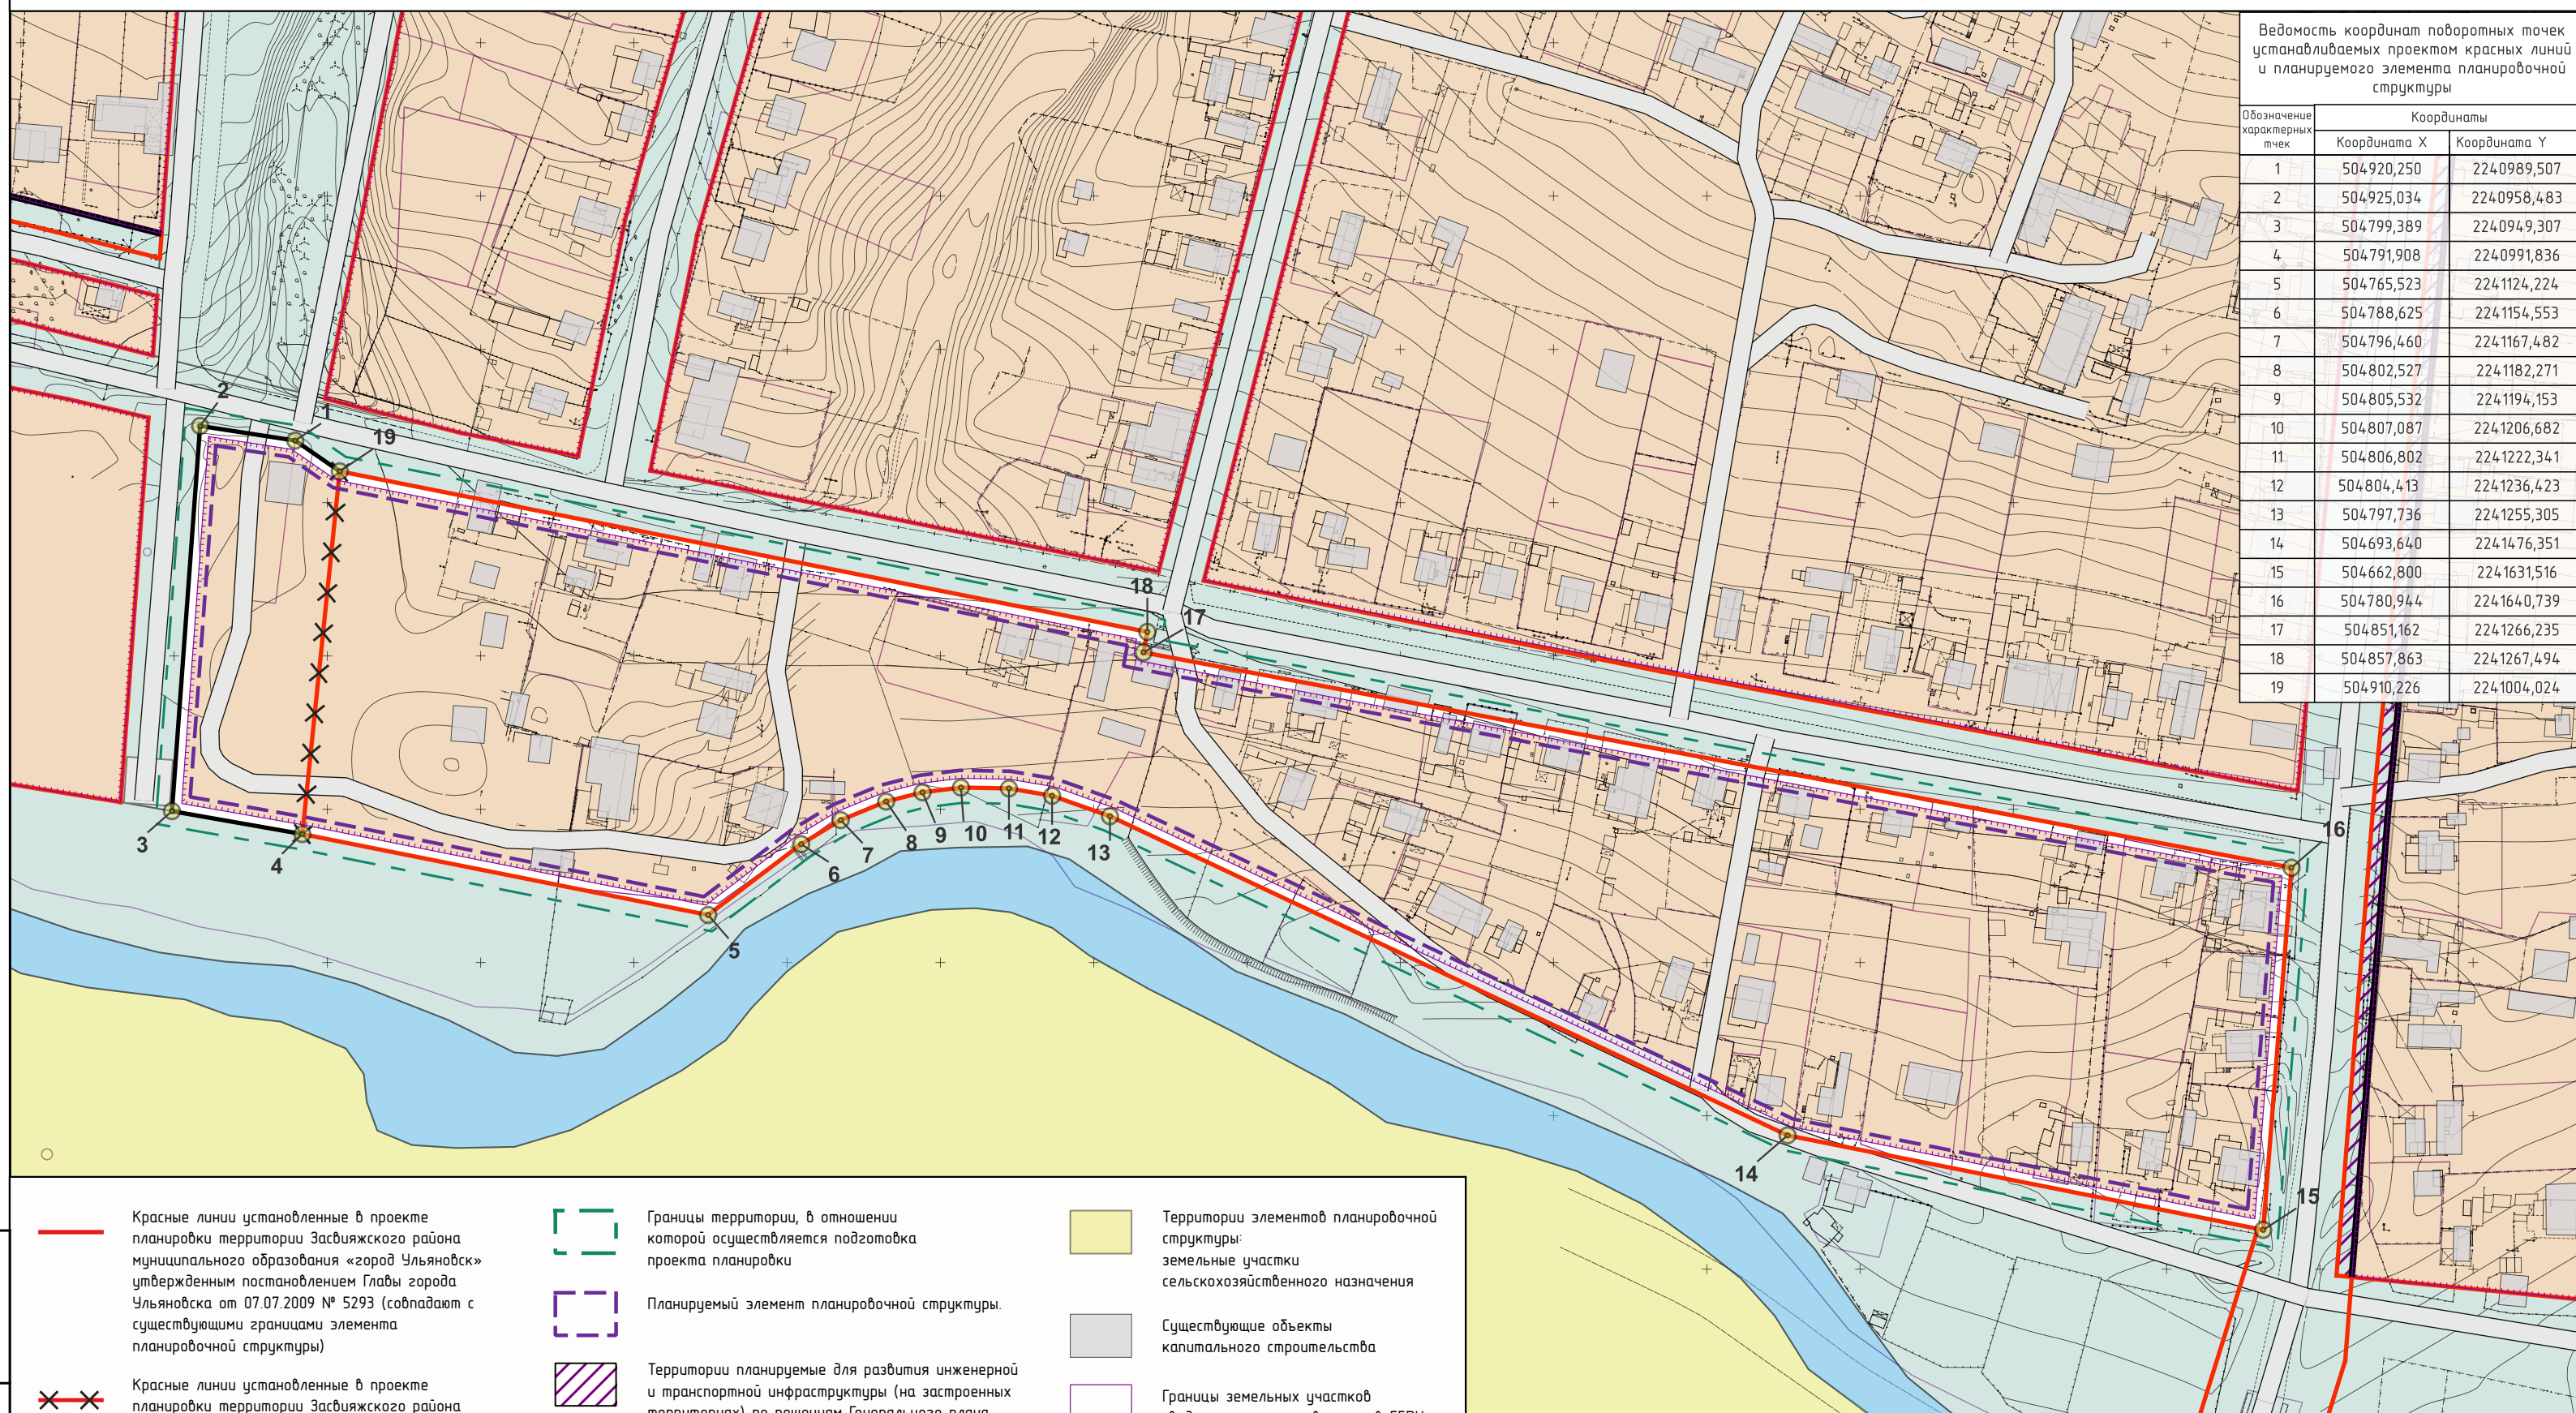 Ведомость координат поворотных точек
устанавливаемых проектом красных линий
и планируемого элемента планировочной
структуры
Обозначение
характерных
тчек
Коордиаты
Координата X Координата Y
1 504920,250 2240989,507
2 504925,034 2240958,483
3 504799,389 2240949,307
4 504791,908 2240991,836
5 504765,523 2241124,224
6 504788,625 2241154,553
7 504796,460 2241167,482
8 504802,527 2241182,271
9 504805,532 2241194,153
10 504807,087 2241206,682
11 504806,802 2241222,341
12 504804,413 2241236,423
13 504797,736 2241255,305
14 504693,640 2241476,351
15 504662,800 2241631,516
16 504780,944 2241640,739
17 504851,162 2241266,235
18 504857,863 2241267,494
19 504910,226 2241004,024
2
1
19
18
17
16
3
4
5
6
7
8
9
10
11
12
13
14
15
Красные линии установленные в проекте
планировки территории Засвияжского района
муниципального образования «город Ульяновск»
утвержденным постановлением Главы города
Ульяновска от 07.07.2009 № 5293 (совпадают с
существующими границами элемента
планировочной структуры)
Красные линии установленные в проекте
планировки территории Засвияжского района
Границы территории, в отношении
которой осуществляется подготовка
проекта планировки
Планируемый элемент планировочной структуры.
Территории планируемые для развития инженерной
и транспортной инфраструктуры (на застроенных
территориях) по решениям Генерального плана
Территории элементов планировочной
структуры:
земельные участки
сельскохозяйственного назначения
Существующие объекты
капитального строительства
Границы земельных участков